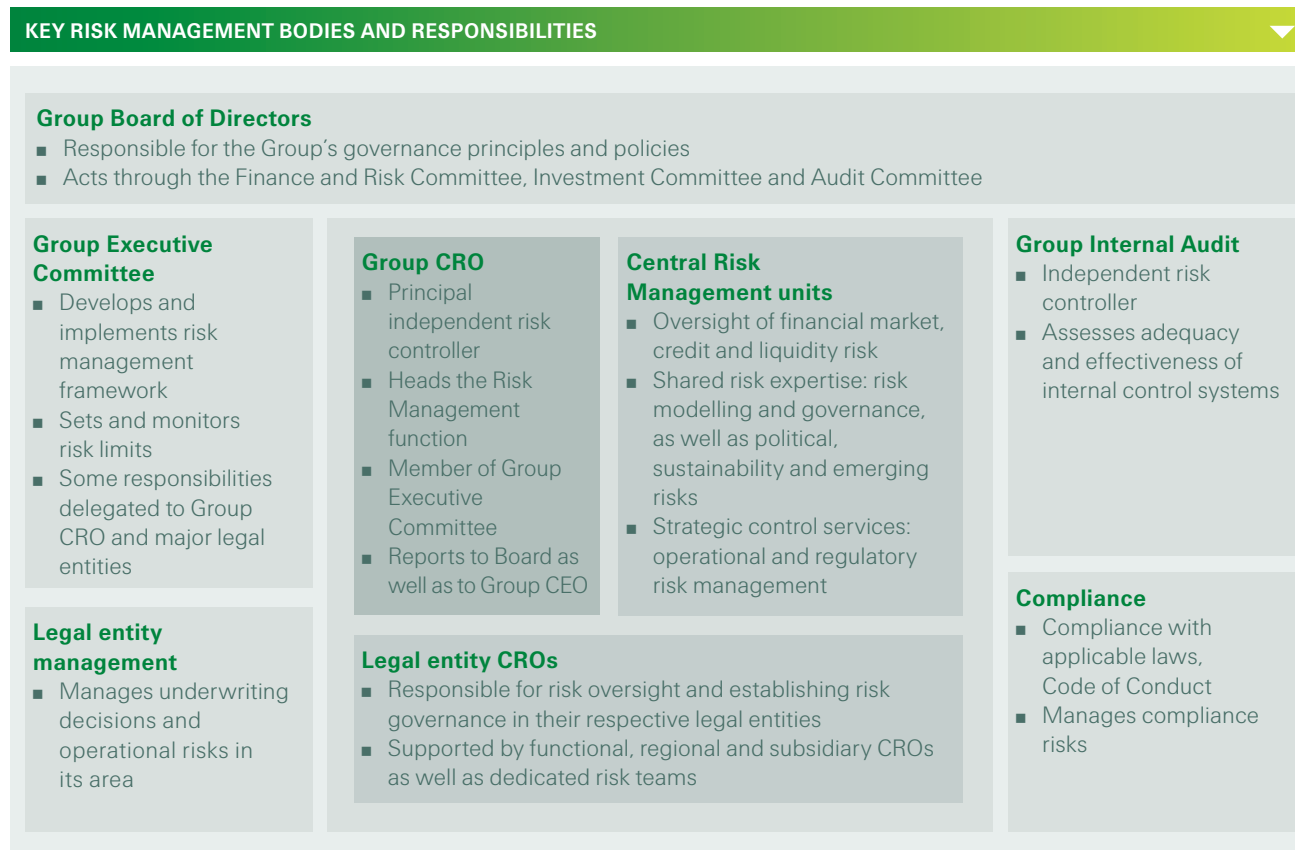 KEY RISK MANAGEMENT BODIES AND RESPONSIBILITIES
Group Board of Directors
■ Responsible for the Group’s governance principles and policies
■ Acts through the Finance and Risk Committee, Investment Committee and Audit Committee
Group Executive
Committee
■ Develops and
implements risk
management
framework
■ Sets and monitors
risk limits
■ Some responsibilities
delegated to Group
CRO and major legal
entities
Legal entity
management
■ Manages underwriting
decisions and
operational risks in
its area
Group CRO
■ Principal
independent risk
controller
■ Heads the Risk
Management
function
■ Member of Group
Executive
Committee
■ Reports to Board as
well as to Group CEO
Central Risk
Management units
■ Oversight of financial market,
credit and liquidity risk
■ Shared risk expertise: risk
modelling and governance,
as well as political,
sustainability and emerging
risks
■ Strategic control services:
operational and regulatory
risk management
Legal entity CROs
■ Responsible for risk oversight and establishing risk
governance in their respective legal entities
■ Supported by functional, regional and subsidiary CROs
as well as dedicated risk teams
Group Internal Audit
■ Independent risk
controller
■ Assesses adequacy
and effectiveness of
internal control systems
Compliance
■ Compliance with
applicable laws,
Code of Conduct
■ Manages compliance
risks